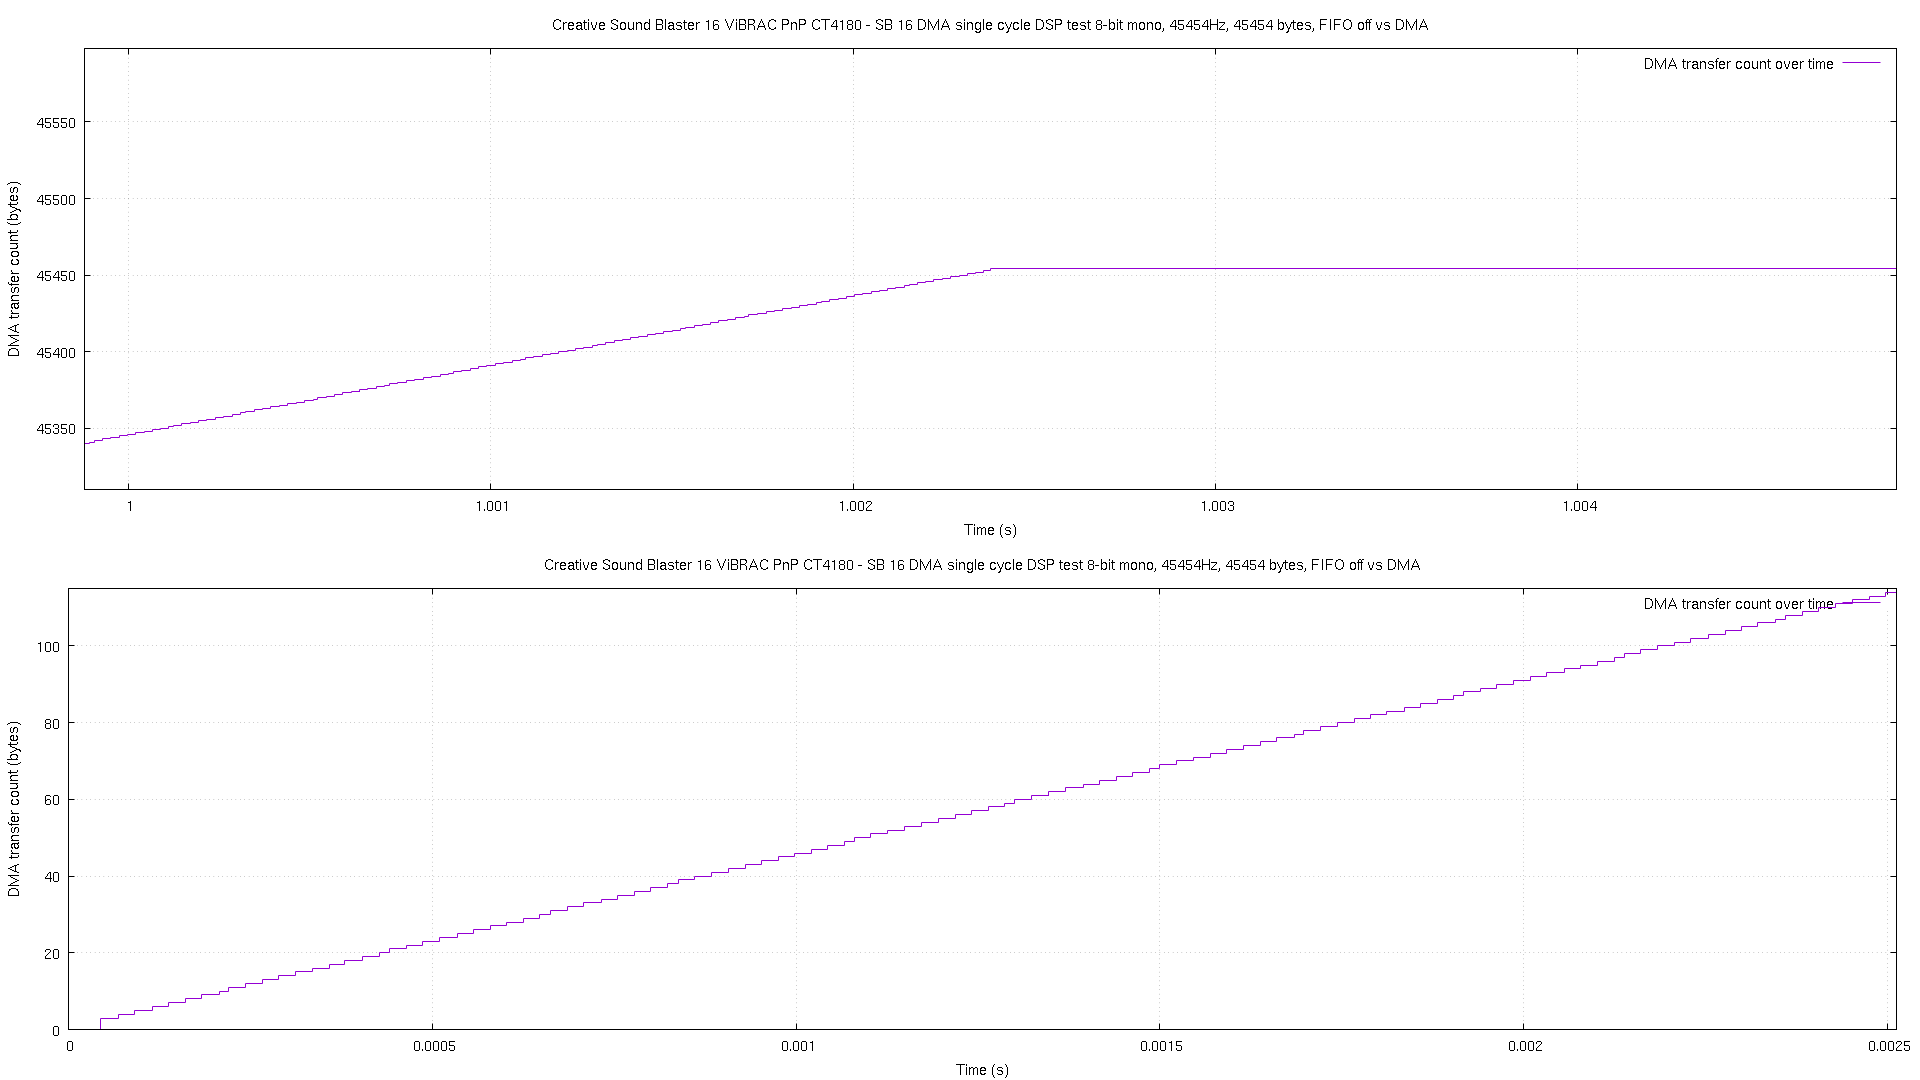 Creative Sound Blaster 16 ViBRAC PnP CT4180 - SB 16 DMA single cycle DSP test 8-bit mono, 45454Hz, 45454 bytes, FIFO off vs DMA
DMA transfer count over time
DMA transfer count (bytes)
45550
45500
45450
45400
45350
1 1.001 1.002 1.003 1.004
Time (s)
Creative Sound Blaster 16 ViBRAC PnP CT4180 - SB 16 DMA single cycle DSP test 8-bit mono, 45454Hz, 45454 bytes, FIFO off vs DMA
DMA transfer count over time
DMA transfer count (bytes)
100
80
60
40
20
0
0 0.0005 0.001 0.0015 0.002 0.0025
Time (s)